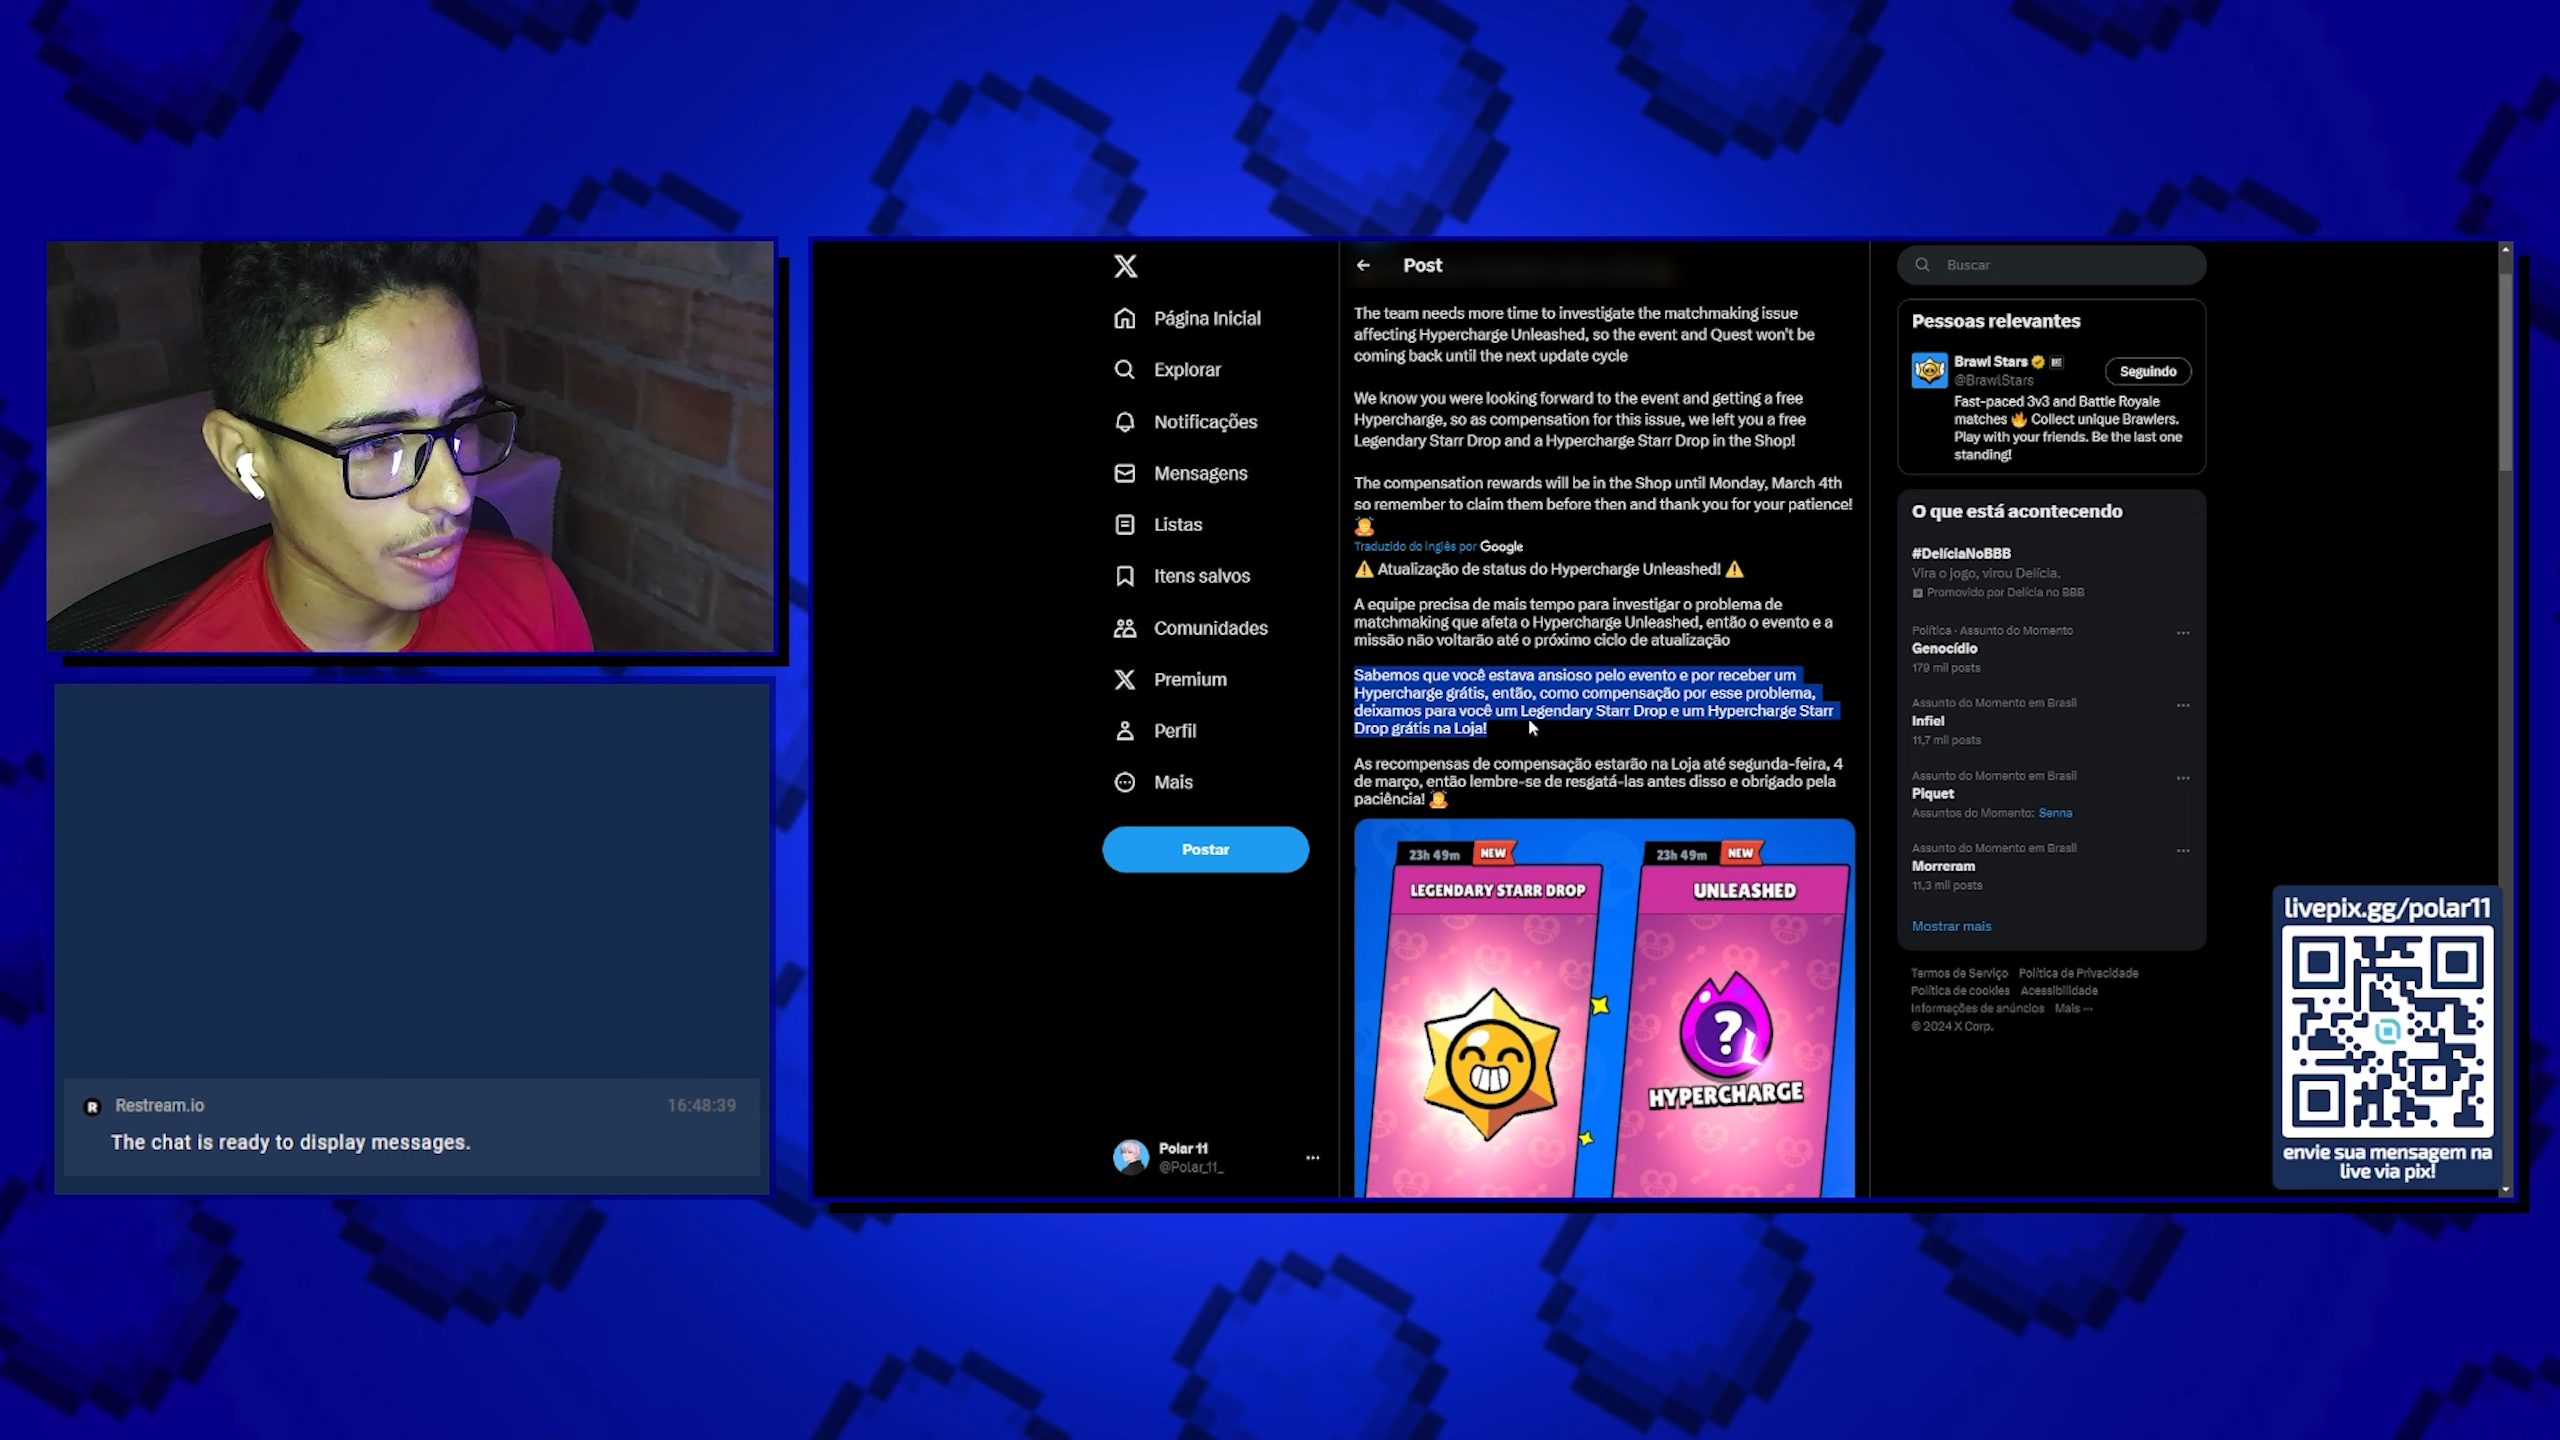 Restream.io
16:48:39
The chat is ready to display messages.
Página Inicial
Explorar
Notificações
Mensagens
Listas
Itens salvos
Comunidades
Premium
Perfil
Mais
Postar
Polar 11
@Polar_11_
Post
The team needs more time to investigate the matchmaking issue
affecting Hypercharge Unleashed, so the event and Quest won't be
coming back until the next update cycle
We know you were looking forward to the event and getting a free
Hypercharge, so as compensation for this issue, we left you a free
Legendary Starr Drop and a Hypercharge Starr Drop in the Shop!
The compensation rewards will be in the Shop until Monday, March 4th
so remember to claim them before then and thank you for your patience!
🙇
Traduzido do inglês por Google
⚠️ Atualização de status do Hypercharge Unleashed! ⚠️
A equipe precisa de mais tempo para investigar o problema de
matchmaking que afeta o Hypercharge Unleashed, então o evento e a
missão não voltarão até o próximo ciclo de atualização
Sabemos que você estava ansioso pelo evento e por receber um
Hypercharge grátis, então, como compensação por esse problema,
deixamos para você um Legendary Starr Drop e um Hypercharge Starr
Drop grátis na Loja!
As recompensas de compensação estarão na Loja até segunda-feira, 4
de março, então lembre-se de resgatá-las antes disso e obrigado pela
paciência! 🙇
23h 49m NEW
LEGENDARY STARR DROP
23h 49m NEW
UNLEASHED
?
HYPERCHARGE
Buscar
Pessoas relevantes
Brawl Stars
@BrawlStars
Seguindo
Fast-paced 3v3 and Battle Royale
matches 🔥 Collect unique Brawlers.
Play with your friends. Be the last one
standing!
O que está acontecendo
#DelíciaNoBBB
Vira o jogo, virou Delícia.
Promovido por Delícia no BBB
Política · Assunto do Momento
Genocídio
179 mil posts
Assunto do Momento em Brasil
Infiel
11,7 mil posts
Assunto do Momento em Brasil
Piquet
Assuntos do Momento: Senna
Assunto do Momento em Brasil
Morreram
11,3 mil posts
Mostrar mais
Termos de Serviço Política de Privacidade
Política de cookies Acessibilidade
Informações de anúncios Mais ···
© 2024 X Corp.
livepix.gg/polar11
envie sua mensagem na
live via pix!